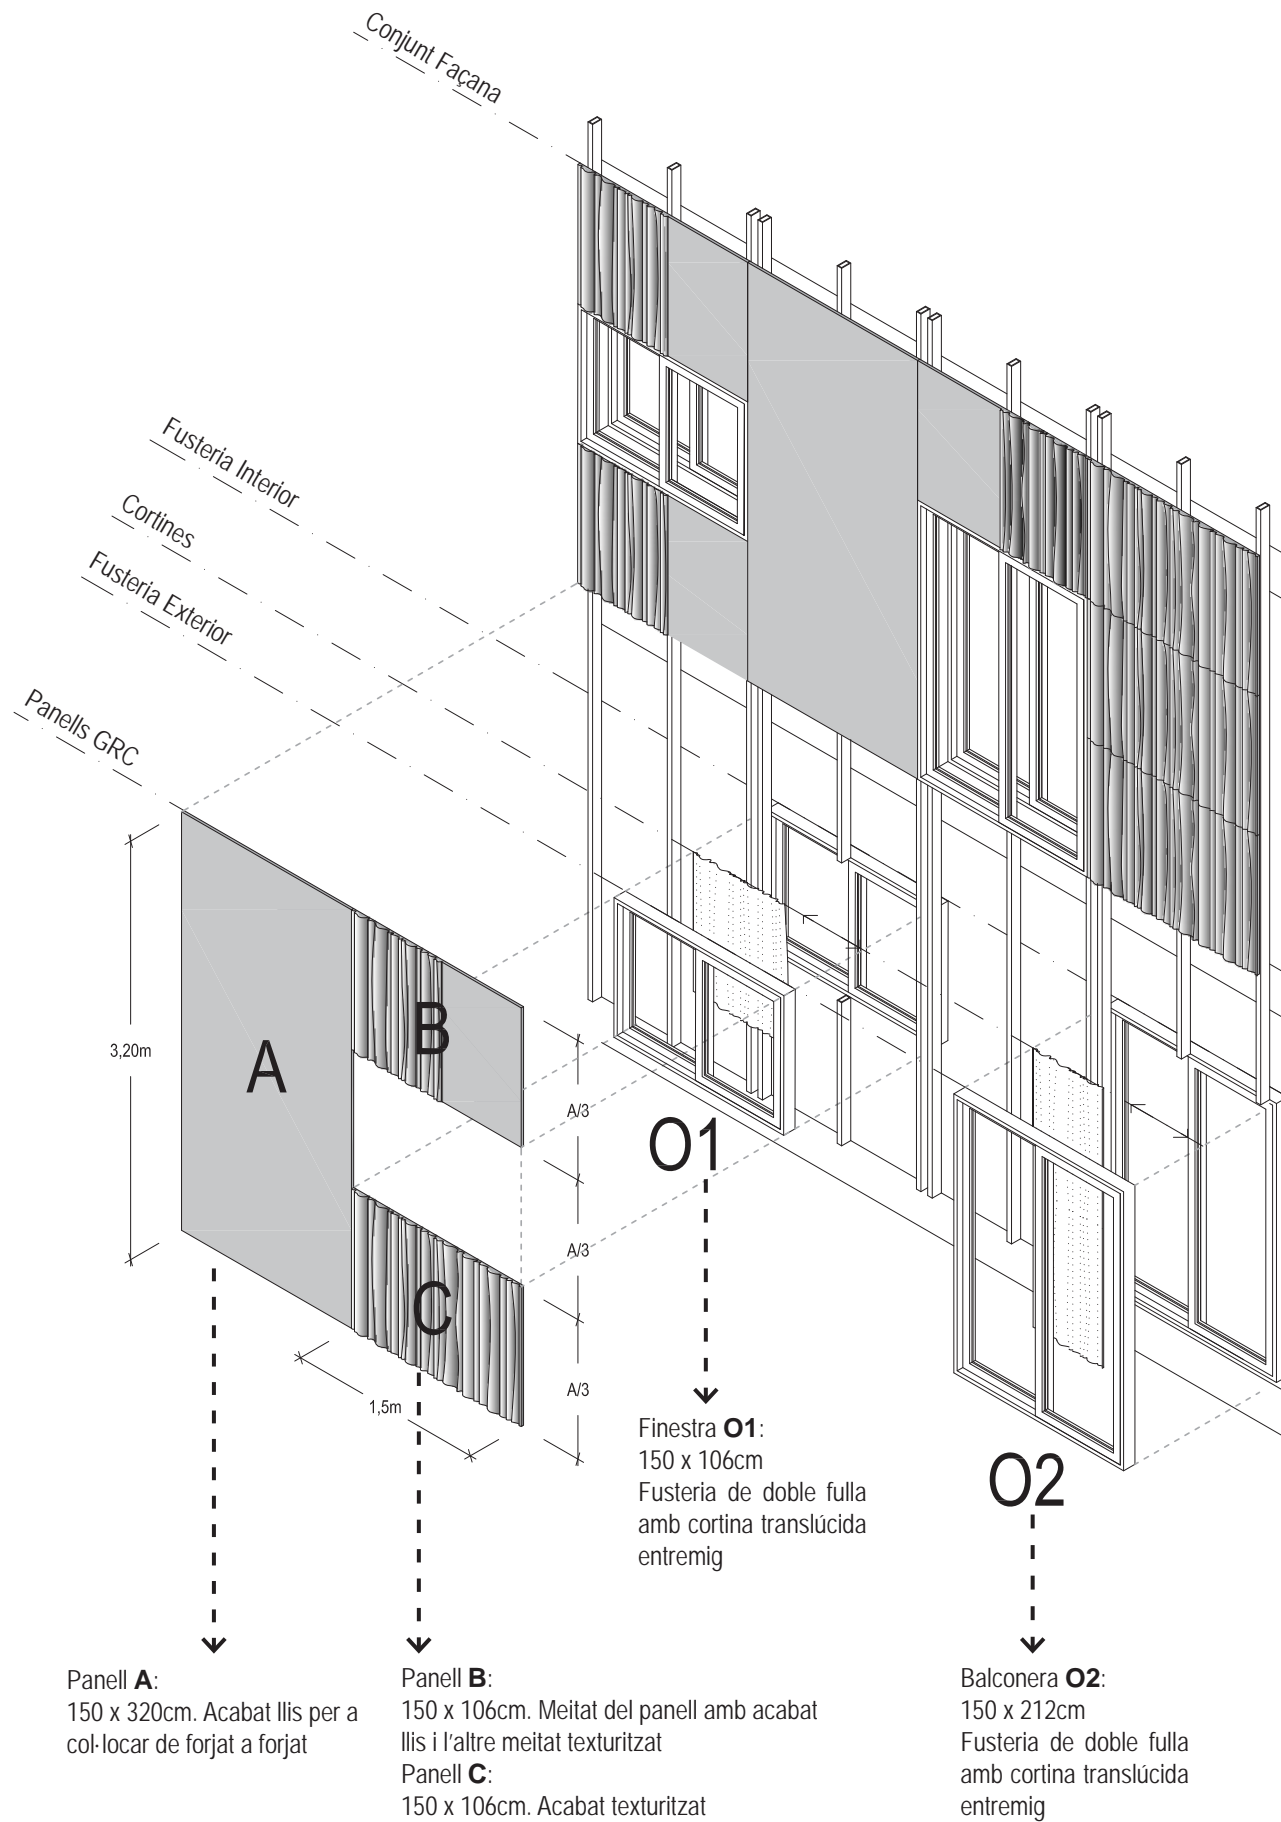 Conjunt Façana
Fusteria Interior
Cortines
Fusteria Exterior
Panells GRC
3,20m
A
B
C
A/3
A/3
A/3
1,5m
O1
O2
Finestra O1:
150 x 106cm
Fusteria de doble fulla
amb cortina translúcida
entremig
Panell A:
150 x 320cm. Acabat llis per a
col·locar de forjat a forjat
Panell B:
150 x 106cm. Meitat del panell amb acabat
llis i l'altre meitat texturitzat
Panell C:
150 x 106cm. Acabat texturitzat
Balconera O2:
150 x 212cm
Fusteria de doble fulla
amb cortina translúcida
entremig